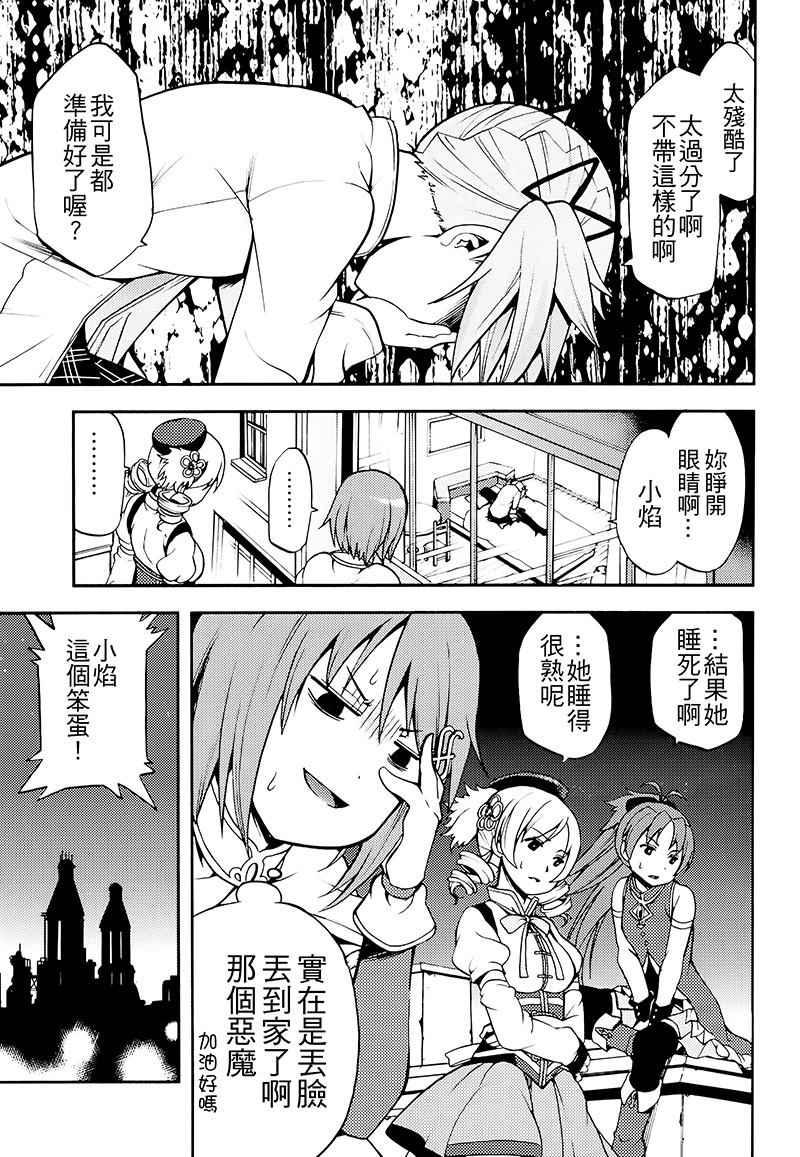 太殘酷了
太過分了啊
不帶這樣的啊
我可是都
準備好了喔？
妳睜開
眼睛啊…
小焰
……
………
…結果她
睡死了啊
…她睡得
很熟呢
實在是丟臉
丟到家了啊
那個惡魔
加油好嗎
小焰
這個笨蛋！